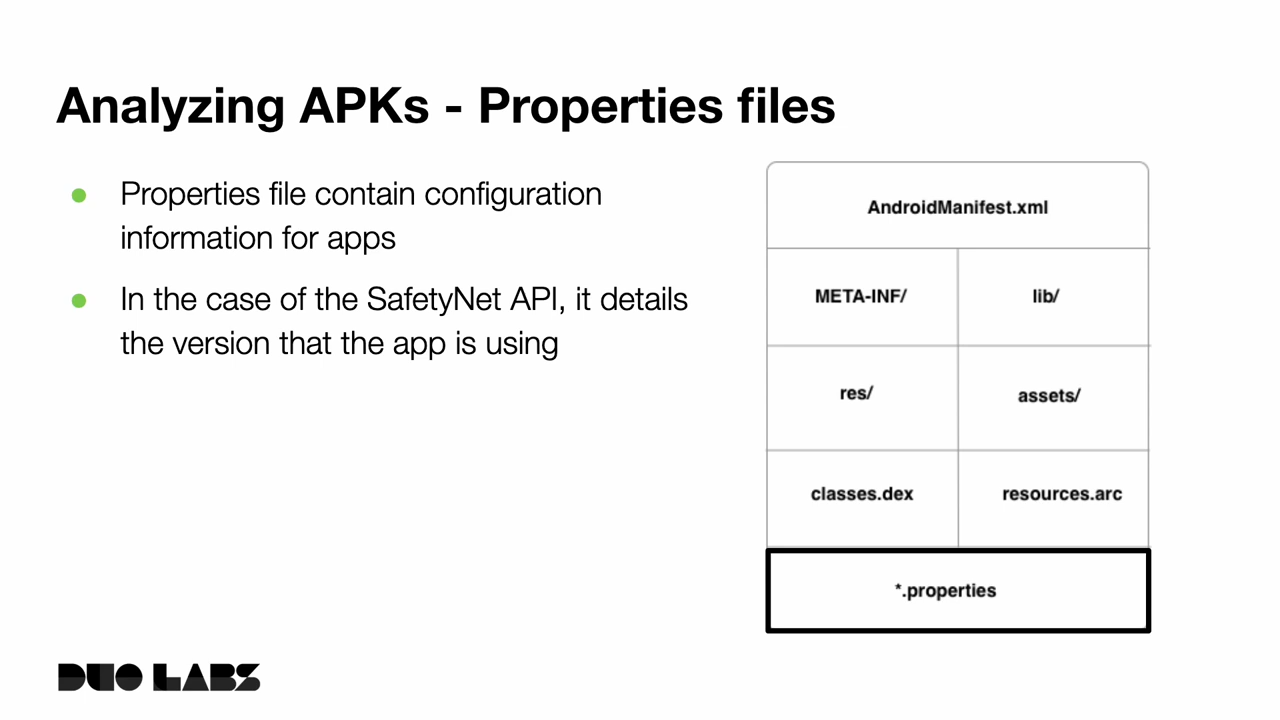 Analyzing APKs - Properties files
● Properties file contain configuration
information for apps
● In the case of the SafetyNet API, it details
the version that the app is using
AndroidManifest.xml
META-INF/ lib/
res/ assets/
classes.dex resources.arc
*.properties
DUO LABS